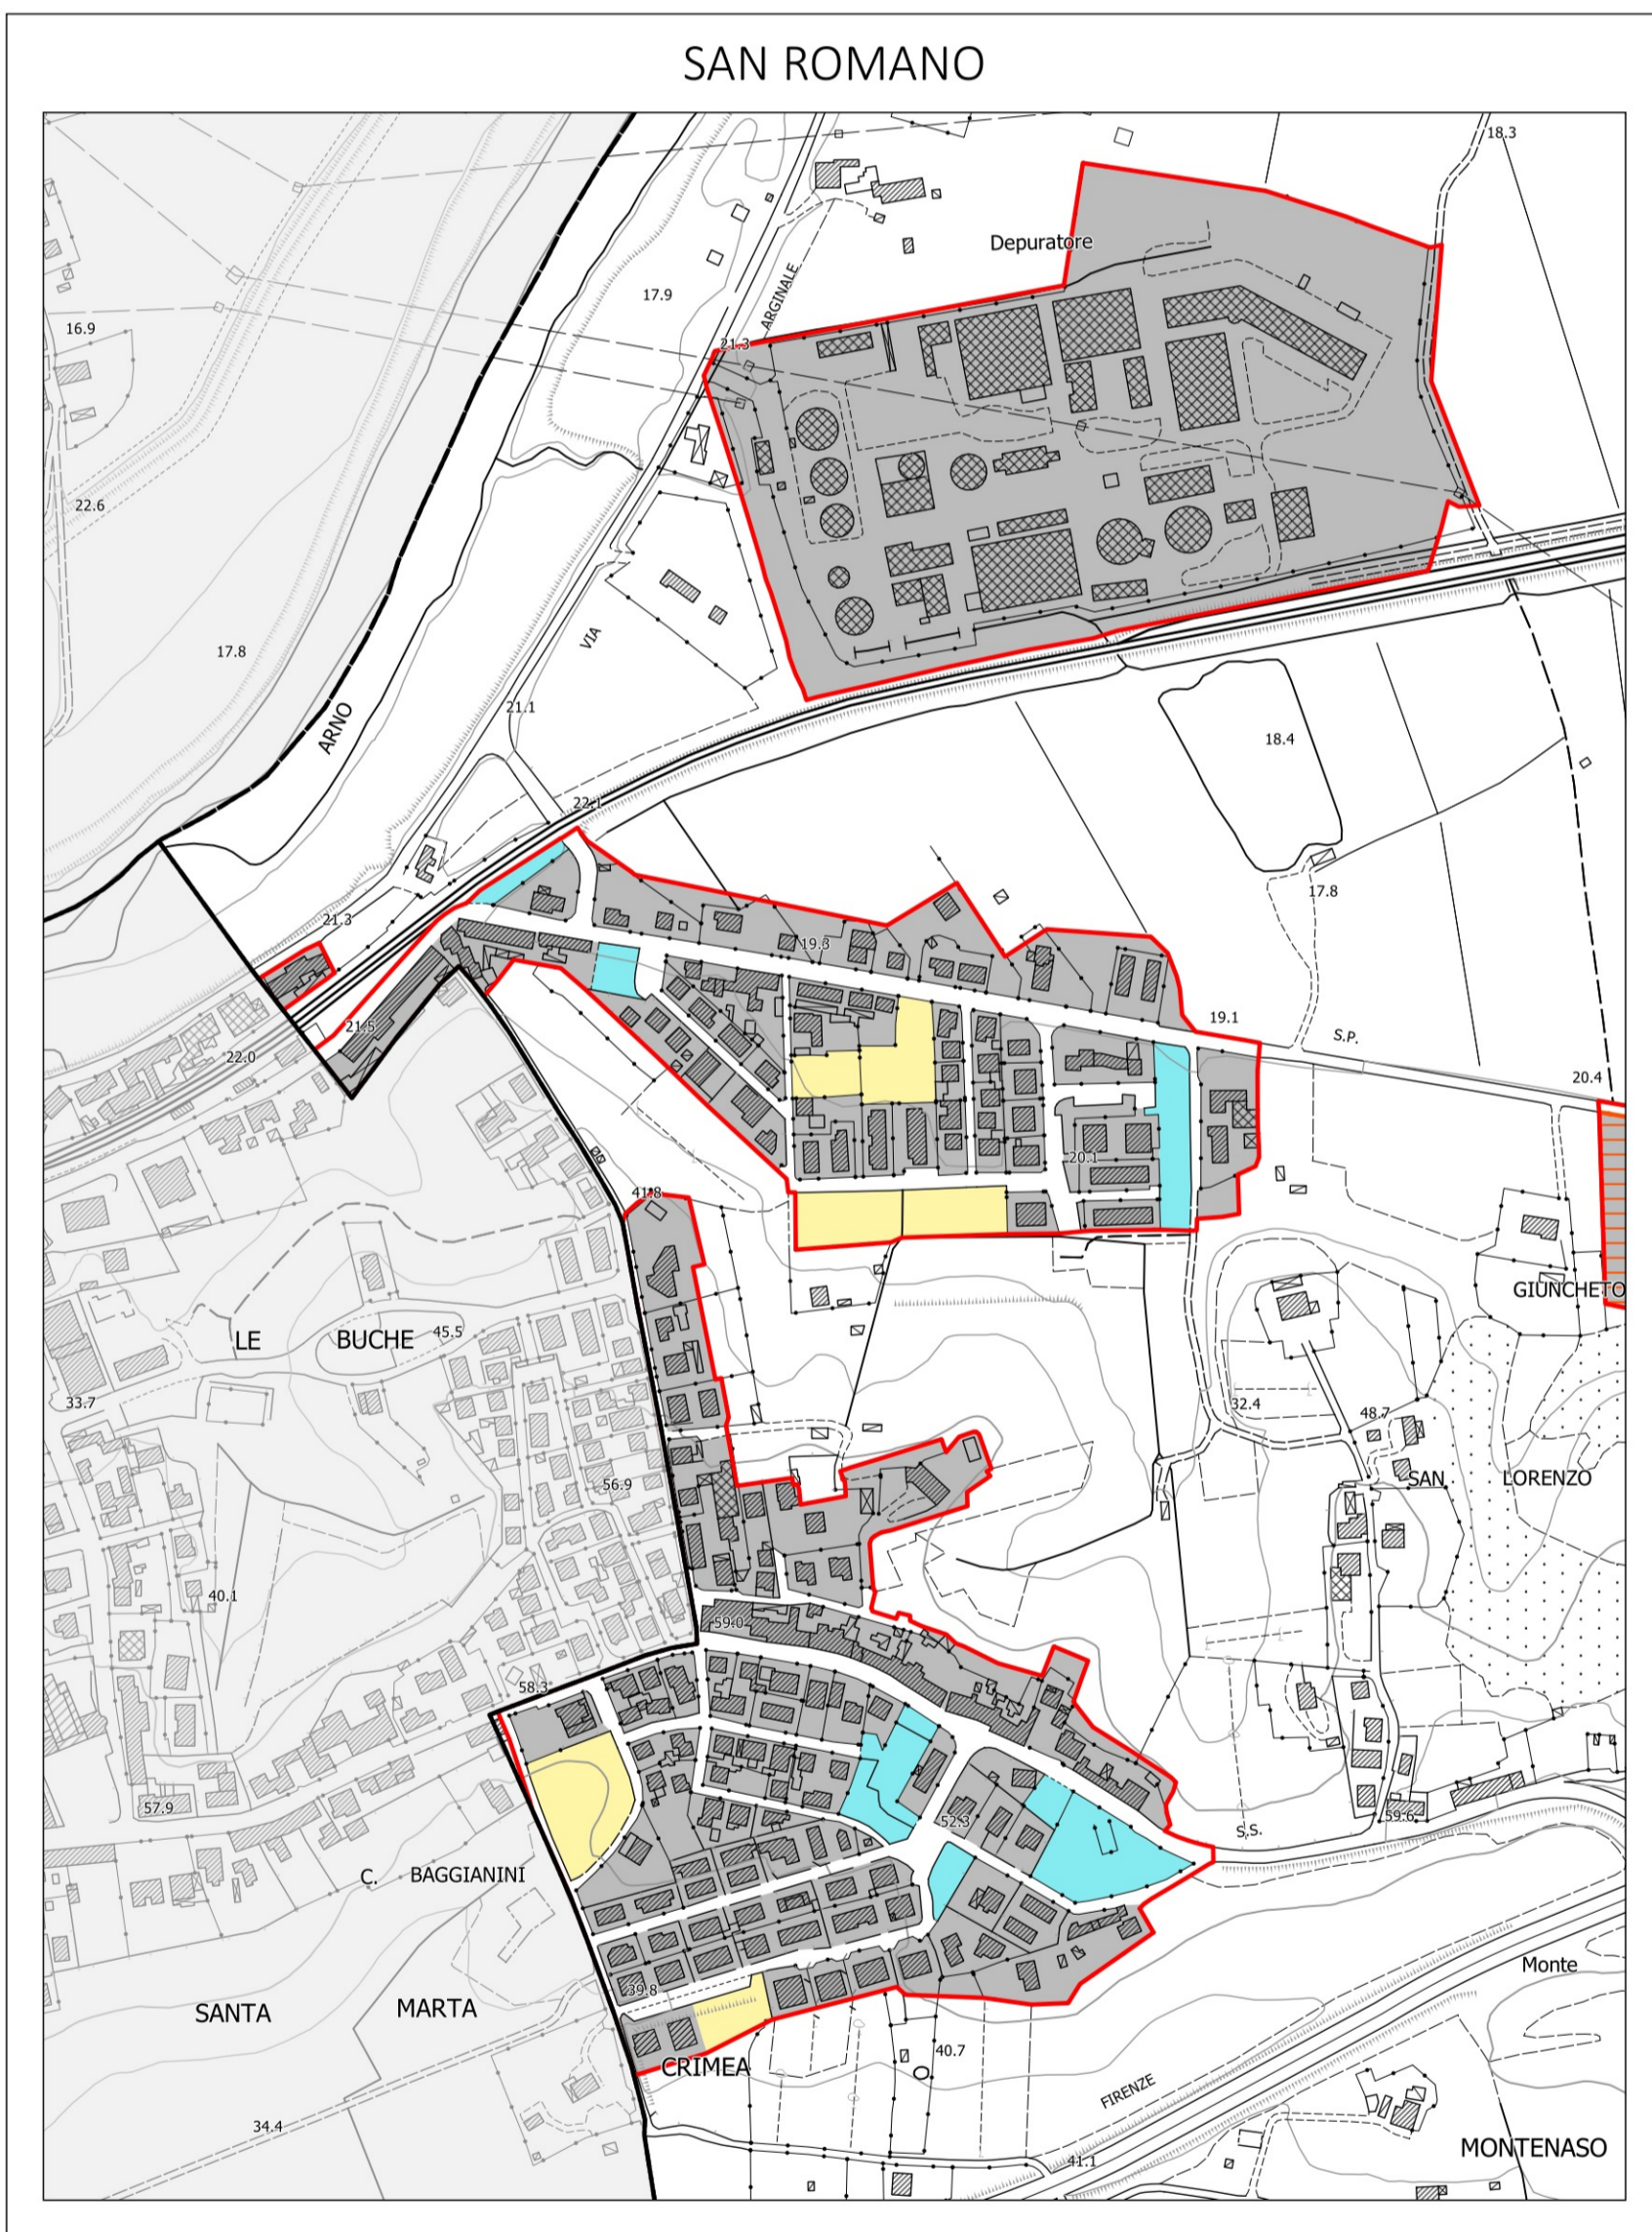 SAN ROMANO
18.3
Depuratore
17.9
ARGINALE
16.9
21.3
22.6
VIA
17.8
21.1
ARNO
18.4
22.1
17.8
21.3
19.3
19.1
21.5
S.P.
22.0
20.4
20.1
41.8
GIUNCHETO
LE BUCHE
45.5
33.7
32.4
48.7
SAN LORENZO
56.9
40.1
59.0
58.3
57.9
52.3
S.S.
59.6
C. BAGGIANINI
Monte
39.8
SANTA MARTA
40.7
CRIMEA
FIRENZE
34.4
41.1
MONTENASO